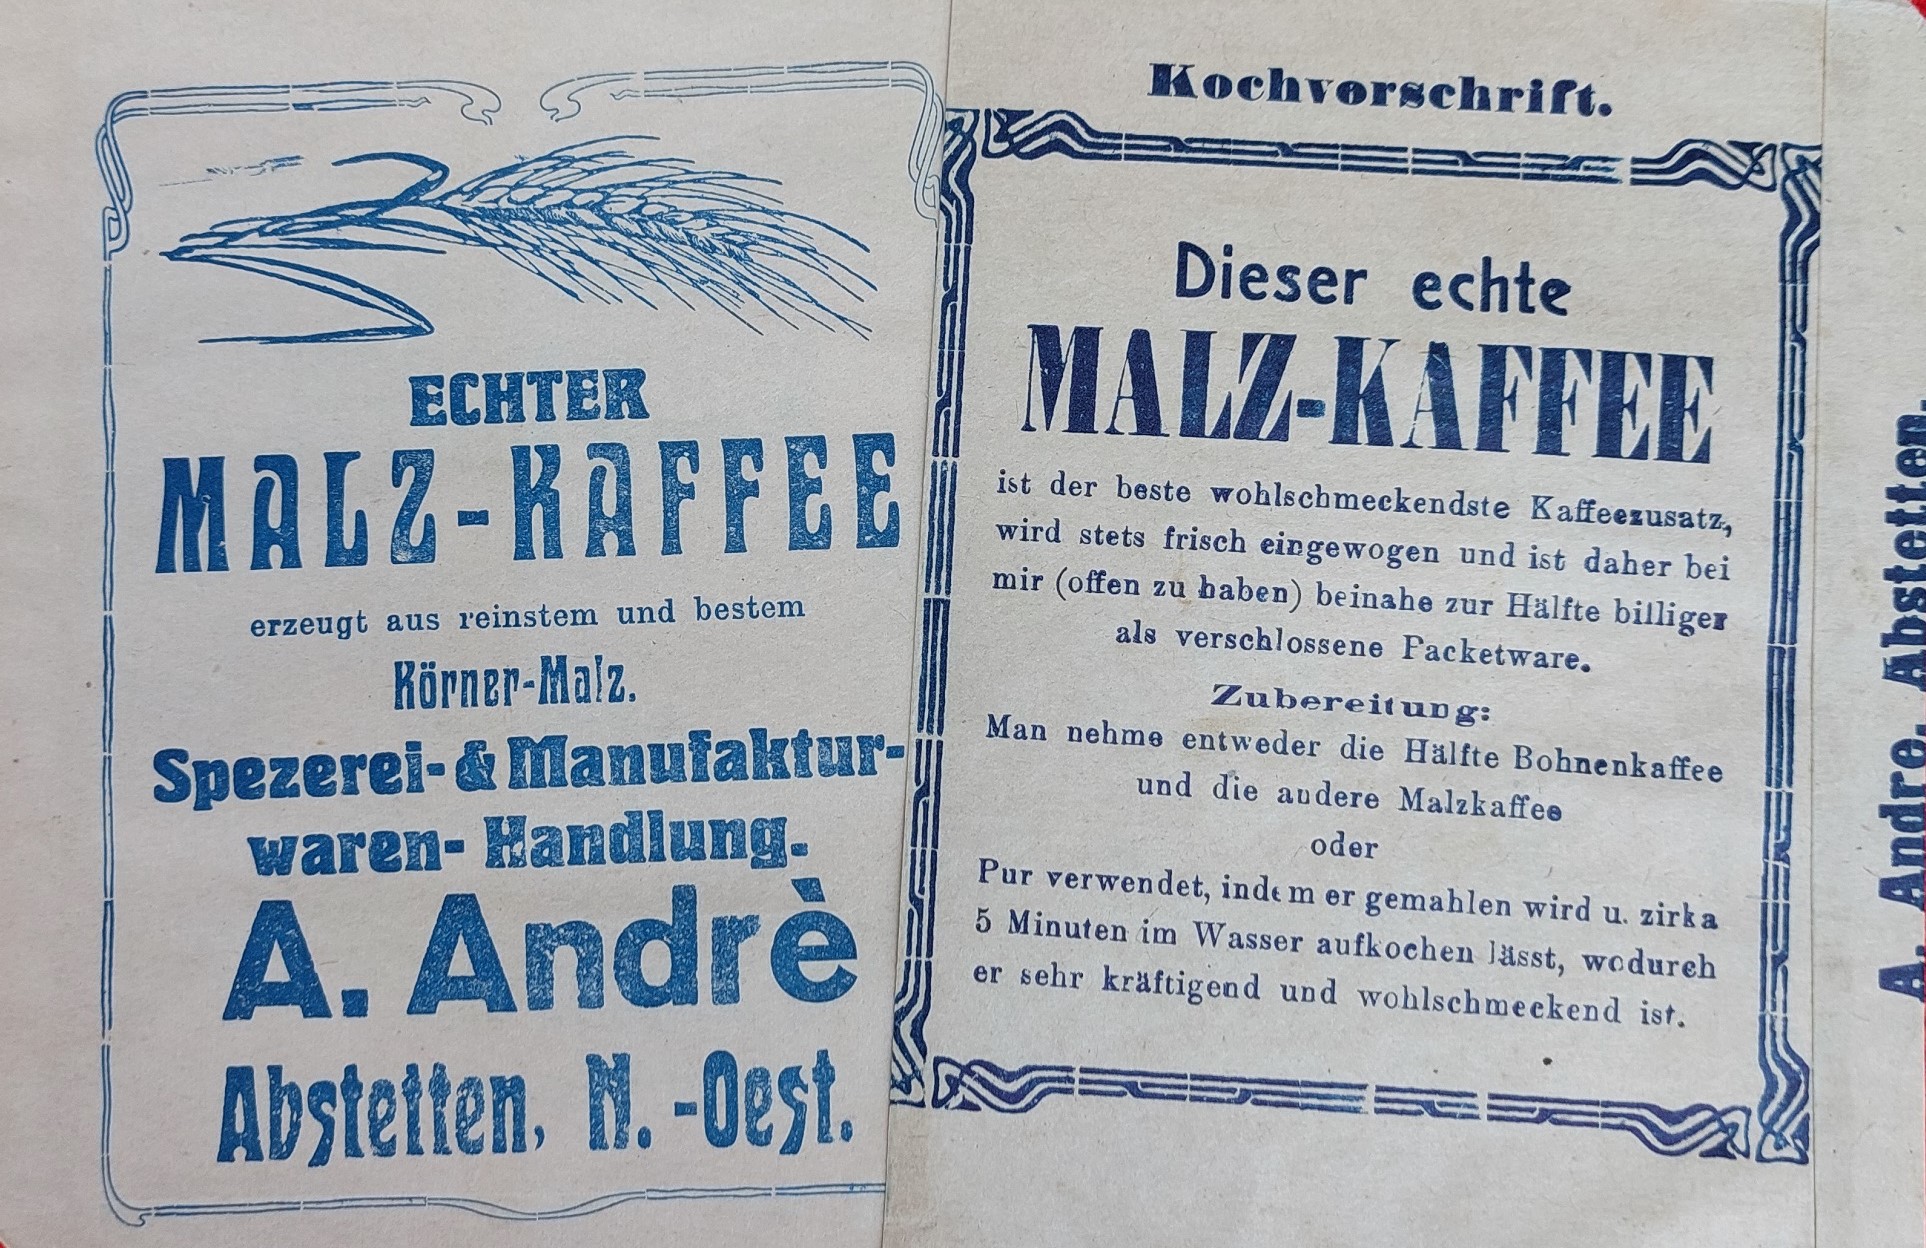 ECHTER
MALZ-KAFFEE
erzeugt aus reinstem und bestem
Körner-Malz.
Spezerei- & Manufaktur-
waren- Handlung.
A. Andrè
Abstetten, N.-Oest.
Kochvorschrift.
Dieser echte
MALZ-KAFFEE
ist der beste wohlschmeckendste Kaffeezusatz,
wird stets frisch eingewogen und ist daher bei
mir (offen zu haben) beinahe zur Hälfte billiger
als verschlossene Packetware.
Zubereitung:
Man nehme entweder die Hälfte Bohnenkaffee
und die andere Malzkaffee
oder
Pur verwendet, indem er gemahlen wird u. zirka
5 Minuten im Wasser aufkochen lässt, wodurch
er sehr kräftigend und wohlschmeckend ist.
A. Andre, Abstetten.